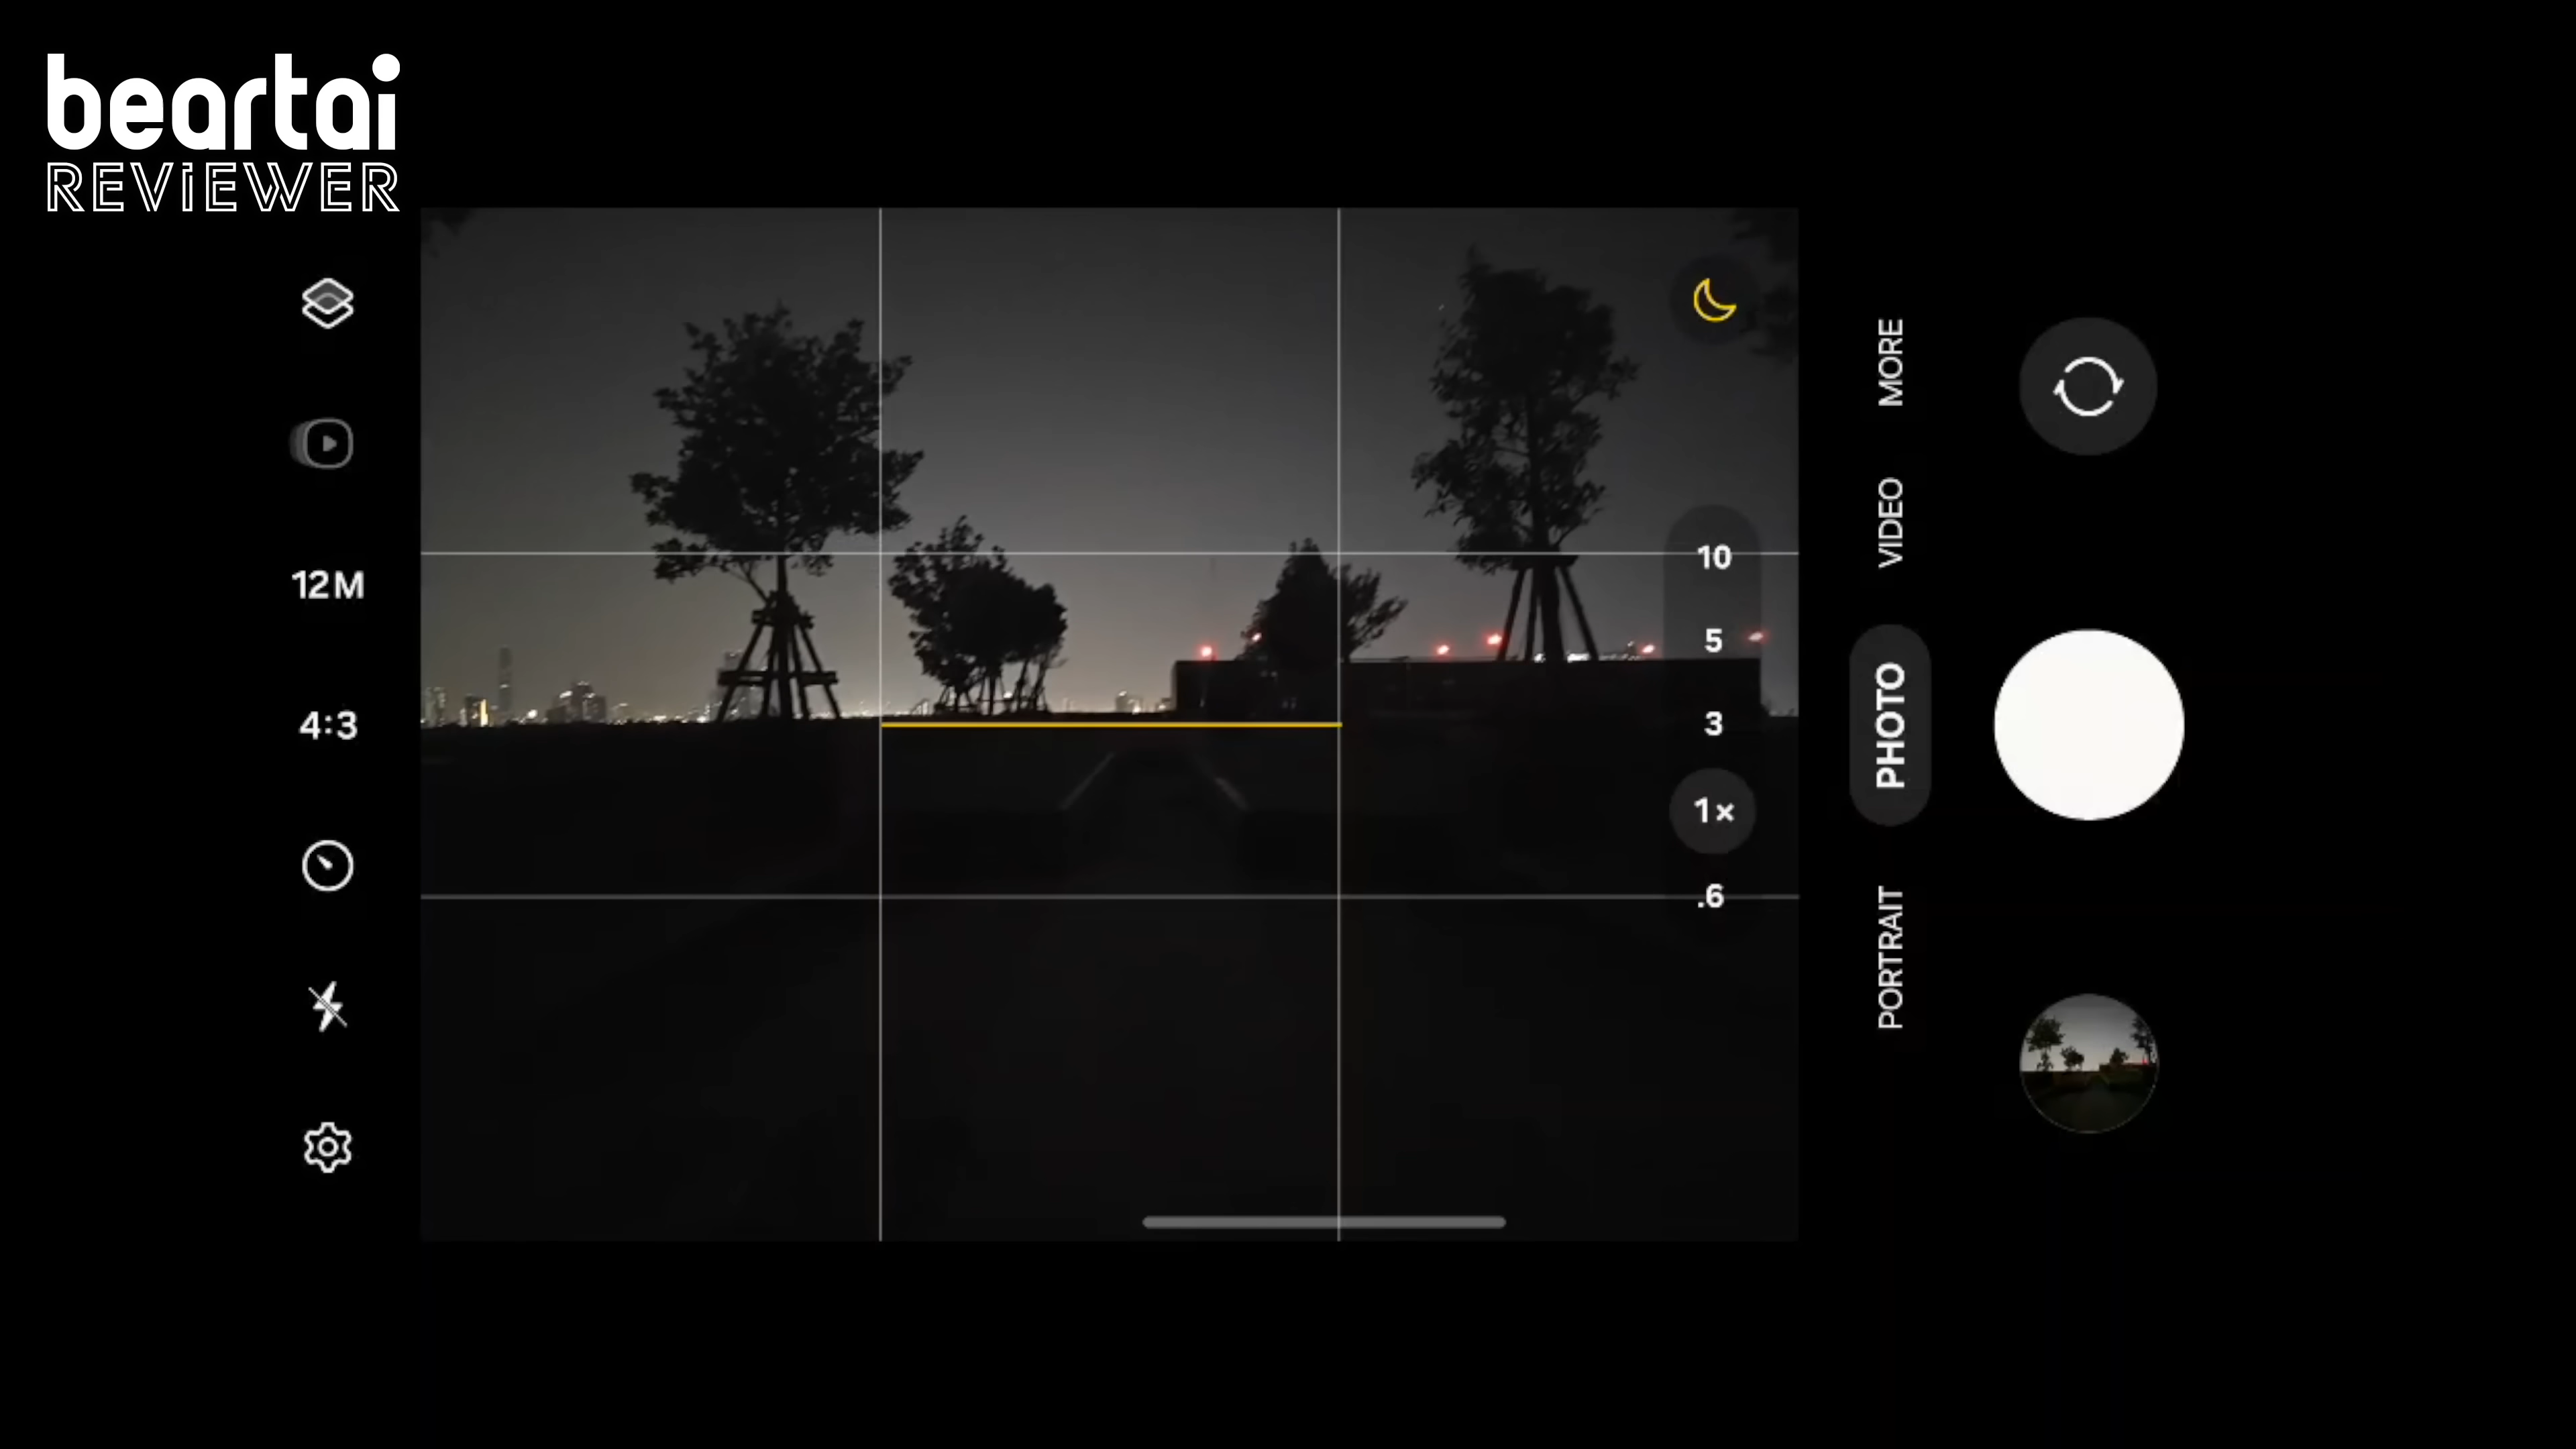 beartai
REViEWER
12M
4:3
10
5
3
1×
.6
MORE
VIDEO
PHOTO
PORTRAIT